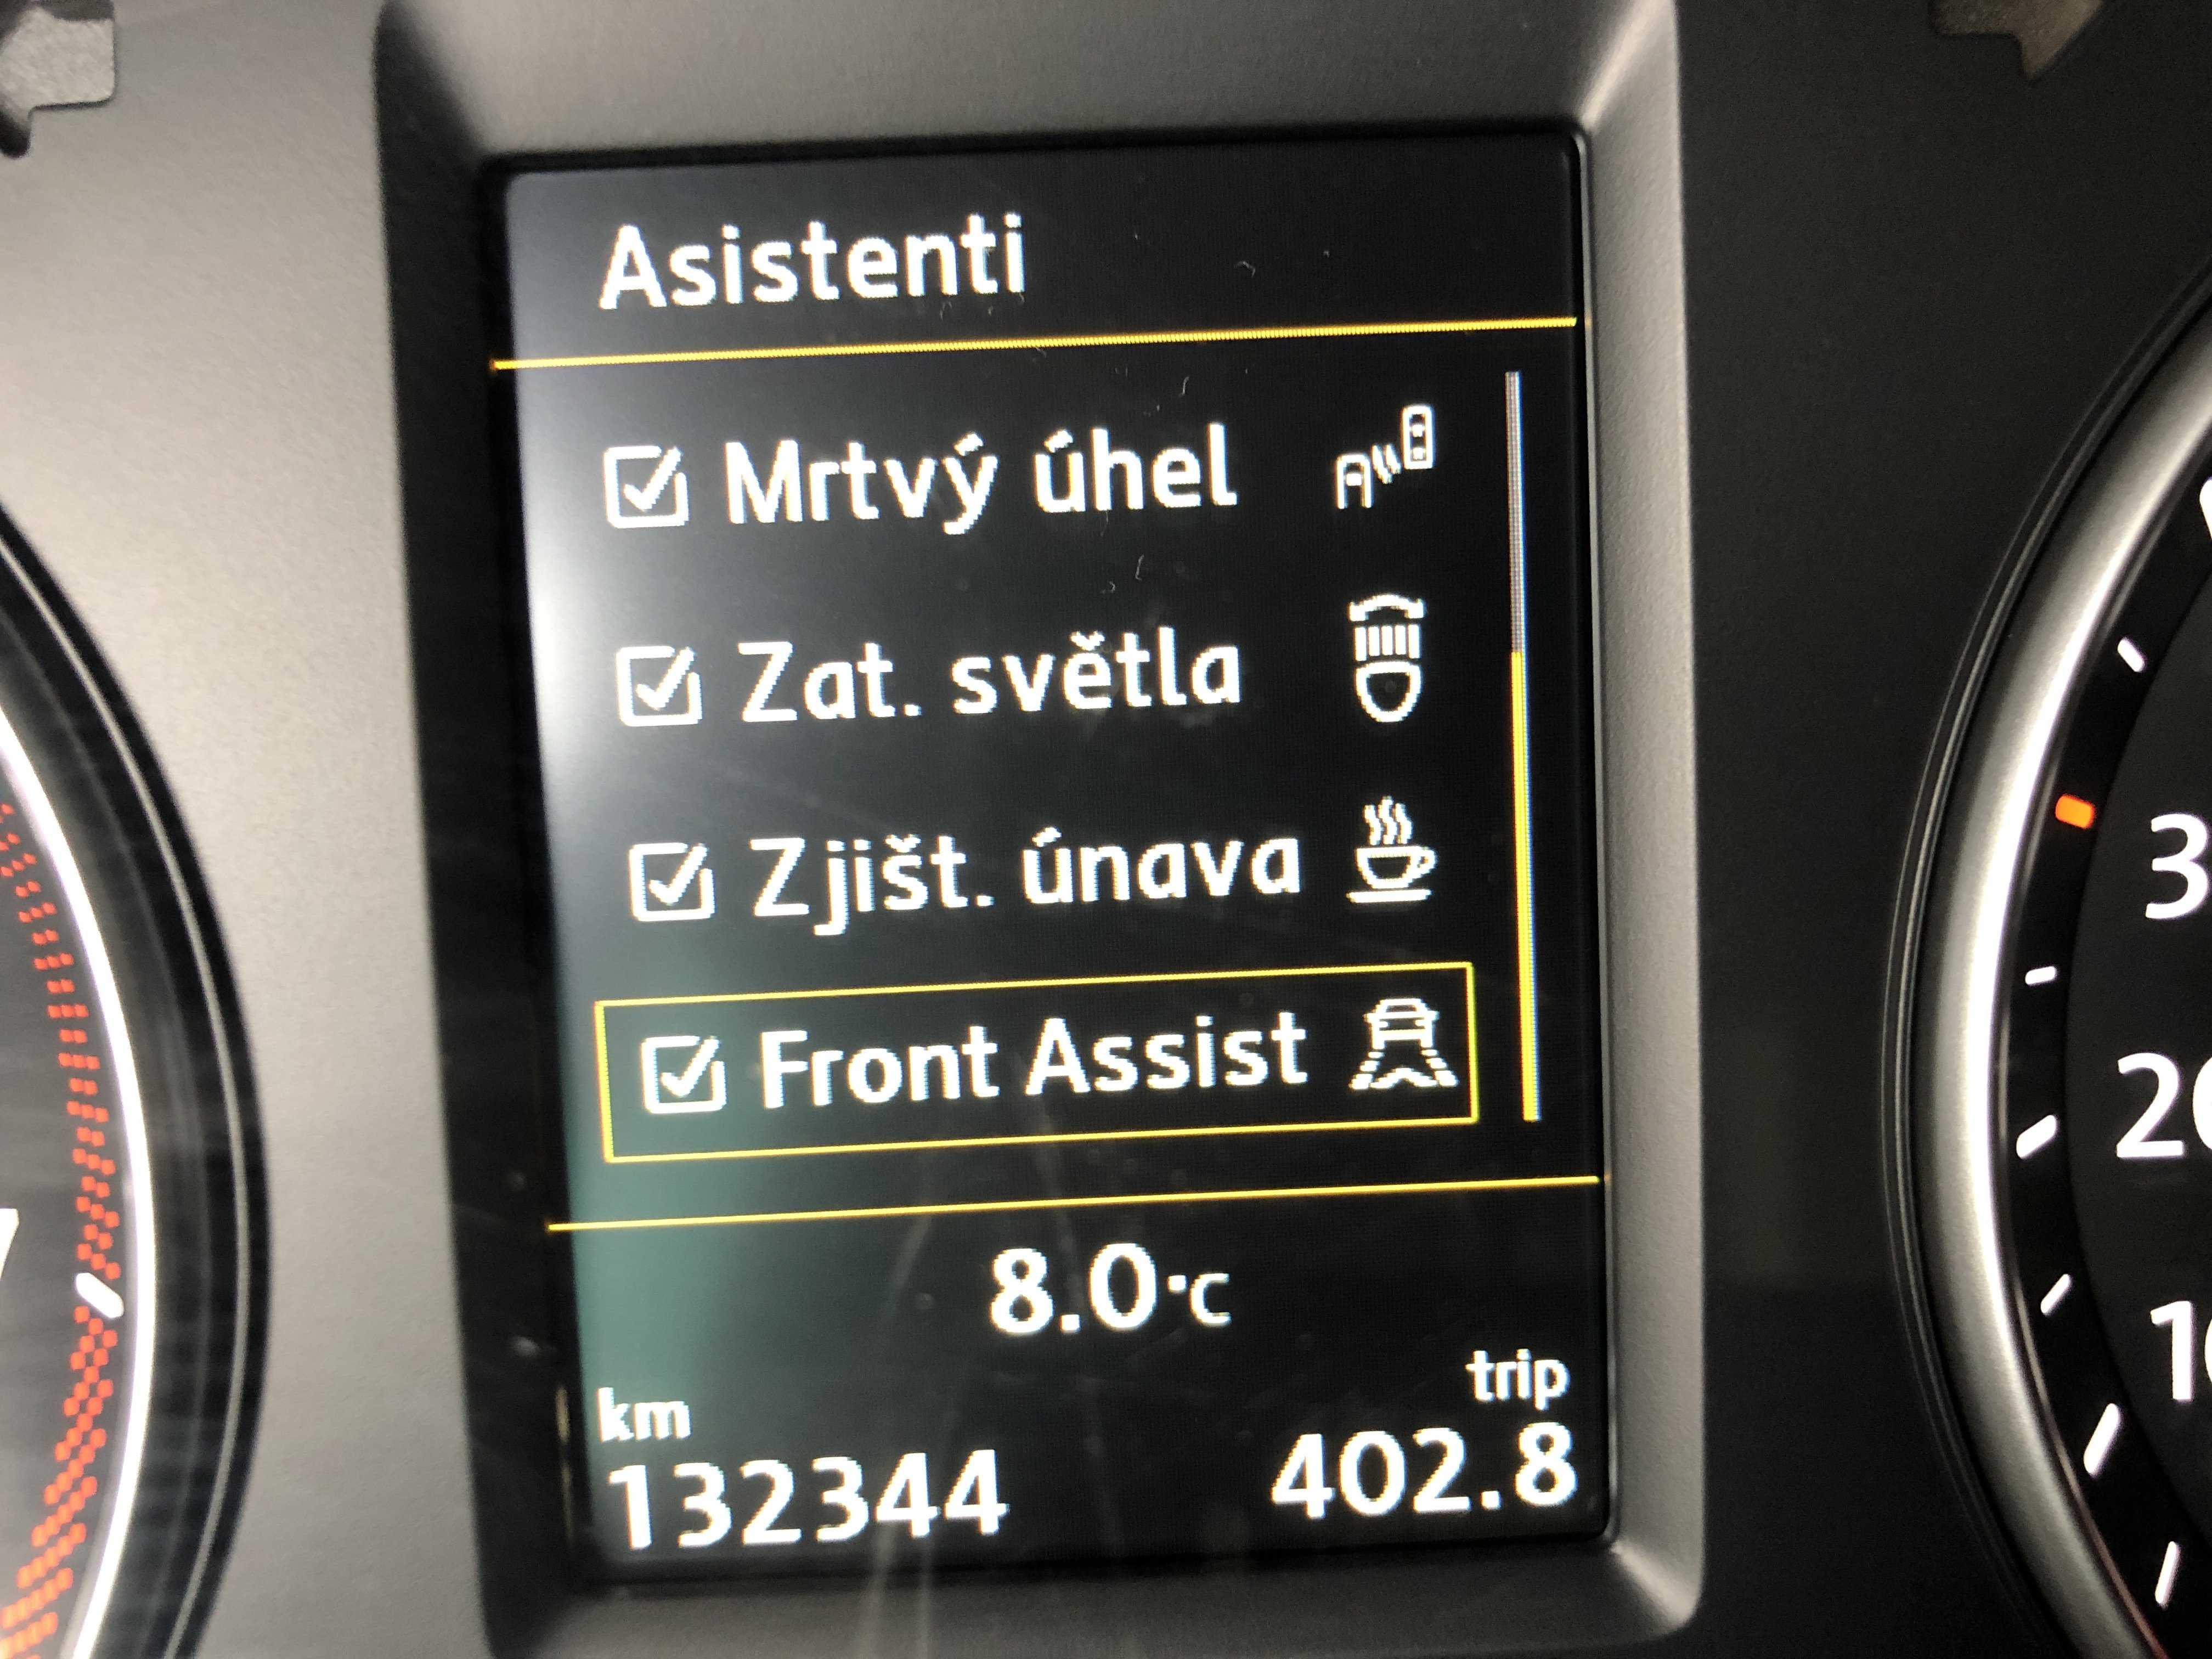 Asistenti
Mrtvý úhel
Zat. světla
Zjišt. únava
Front Assist
8.0°C
km
trip
132344
402.8